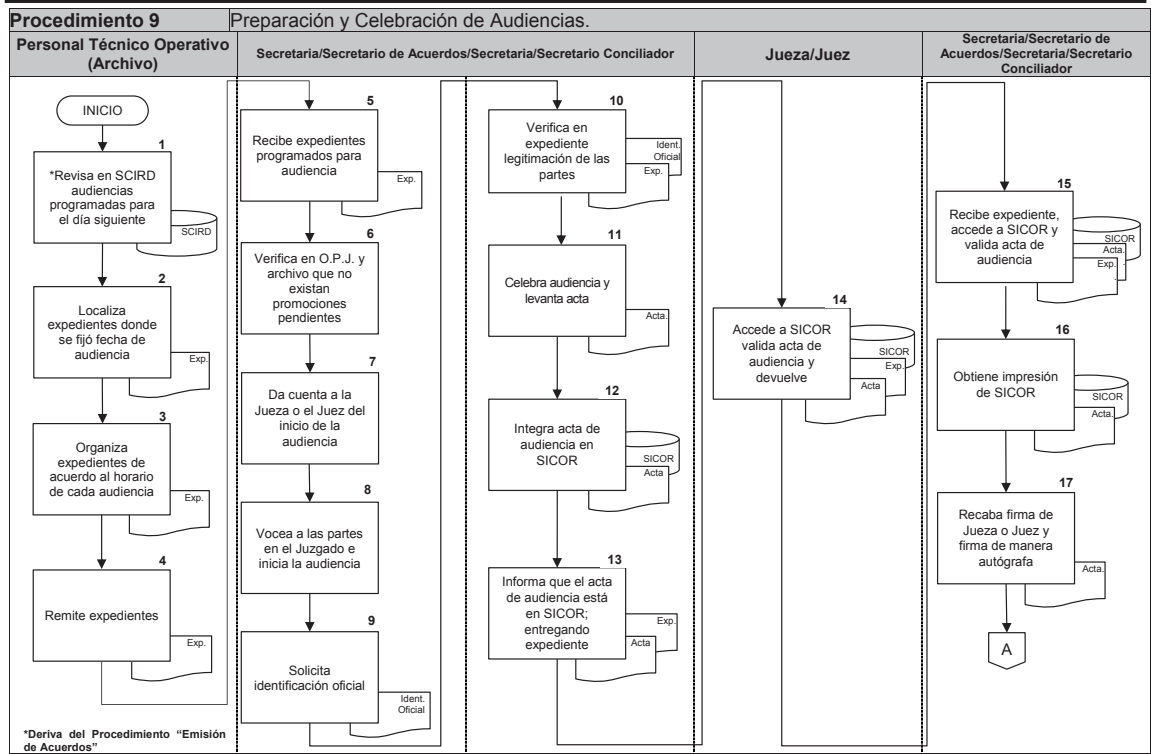 Procedimiento 9
Preparación y Celebración de Audiencias.
Personal Técnico Operativo
(Archivo)
Secretaria/Secretario de Acuerdos/Secretaria/Secretario Conciliador
Jueza/Juez
Secretaria/Secretario de
Acuerdos/Secretaria/Secretario
Conciliador
INICIO
1
*Revisa en SCIRD
audiencias
programadas para
el día siguiente
SCIRD
2
Localiza
expedientes donde
se fijó fecha de
audiencia
Exp.
3
Organiza
expedientes de
acuerdo al horario
de cada audiencia
Exp.
4
Remite expedientes
Exp.
*Deriva del Procedimiento “Emisión
de Acuerdos”
5
Recibe expedientes
programados para
audiencia
Exp.
6
Verifica en O.P.J. y
archivo que no
existan
promociones
pendientes
7
Da cuenta a la
Jueza o el Juez del
inicio de la
audiencia
8
Vocea a las partes
en el Juzgado e
inicia la audiencia
9
Solicita
identificación oficial
Ident.
Oficial
10
Verifica en
expediente
legitimación de las
partes
Ident.
Oficial
Exp.
11
Celebra audiencia y
levanta acta
Acta.
12
Integra acta de
audiencia en
SICOR
SICOR
Acta
13
Informa que el acta
de audiencia está
en SICOR;
entregando
expediente
Exp.
Acta
14
Accede a SICOR
valida acta de
audiencia y
devuelve
SICOR
Exp.
Acta
15
Recibe expediente,
accede a SICOR y
valida acta de
audiencia
SICOR
Acta.
Exp.
16
Obtiene impresión
de SICOR
SICOR
Acta.
17
Recaba firma de
Jueza o Juez y
firma de manera
autógrafa
Acta.
A